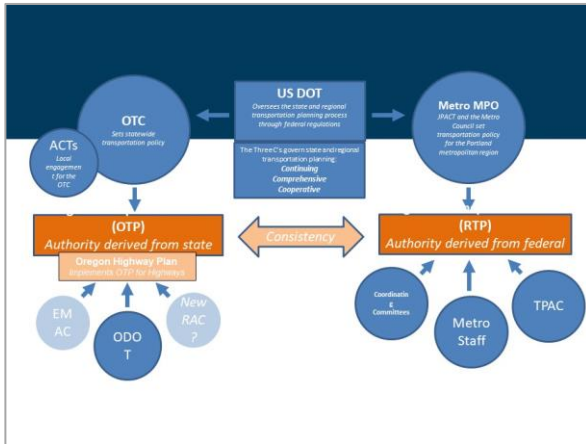 US DOT
Oversees the state and regional
transportation planning process
through federal regulations
OTC
Sets statewide
transportation policy
Metro MPO
JPACT and the Metro
Council set
transportation policy
for the Portland
metropolitan region
ACTs
Local
engagemen
t for the
OTC
The Three C's govern state and regional
transportation planning:
Continuing
Comprehensive
Cooperative
(OTP)
Authority derived from state
Consistency
(RTP)
Authority derived from federal
Oregon Highway Plan
Implements OTP for Highways
EM
AC
ODO
T
New
RAC
?
Coordinatin
g
Committees
Metro
Staff
TPAC